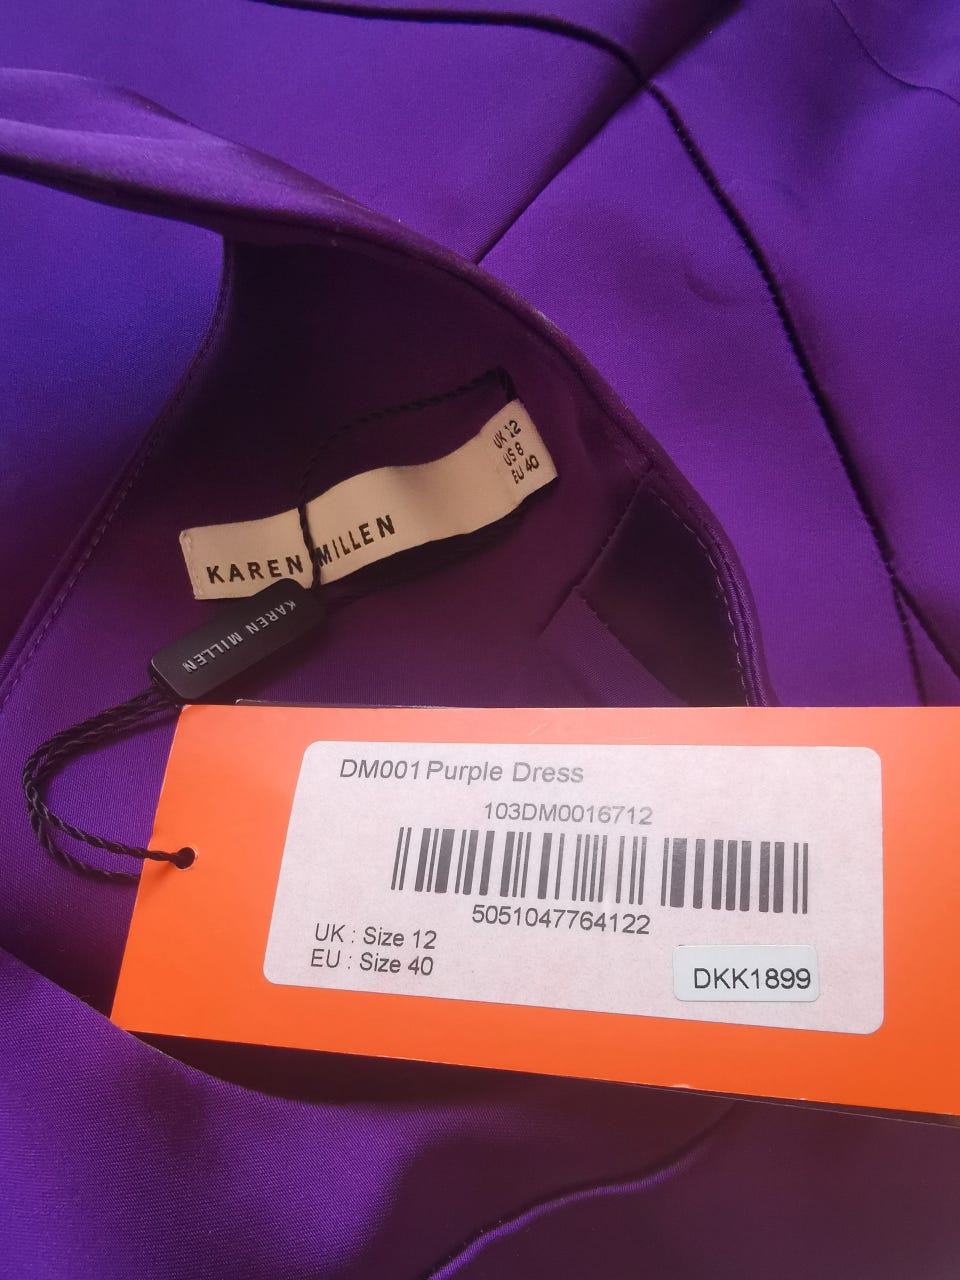 UK 12
US 8
EU 40
KAREN MILLEN
KAREN MILLEN
DM001 Purple Dress
103DM0016712
5051047764122
UK : Size 12
EU : Size 40
DKK1899